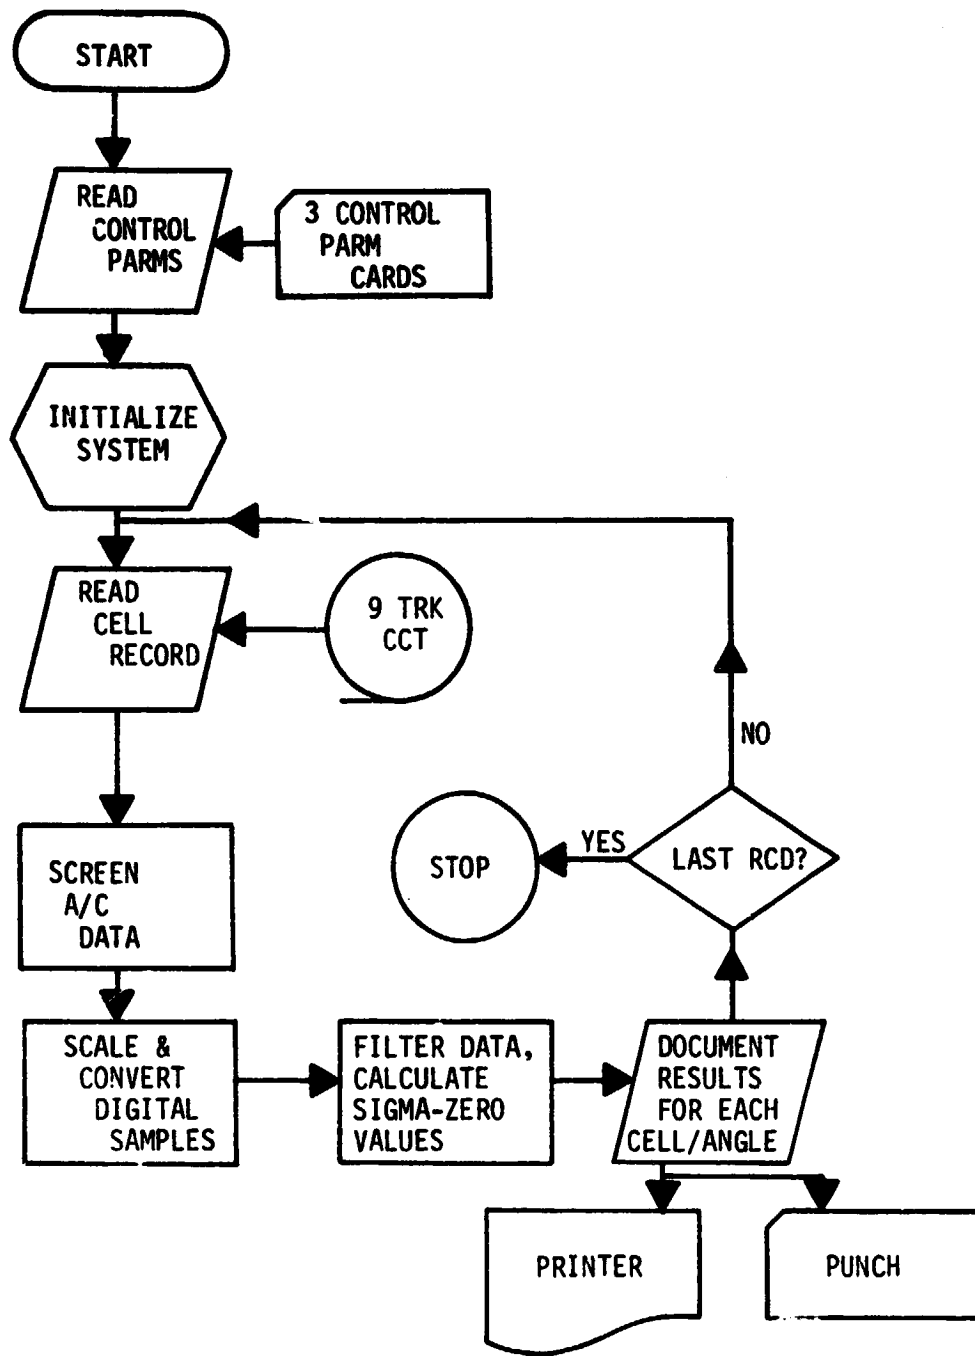 START
READ
CONTROL
PARMS
3 CONTROL
PARM
CARDS
INITIALIZE
SYSTEM
READ
CELL
RECORD
9 TRK
CCT
NO
SCREEN
A/C
DATA
STOP
YES
LAST RCD?
SCALE &
CONVERT
DIGITAL
SAMPLES
FILTER DATA,
CALCULATE
SIGMA-ZERO
VALUES
DOCUMENT
RESULTS
FOR EACH
CELL/ANGLE
PRINTER
PUNCH